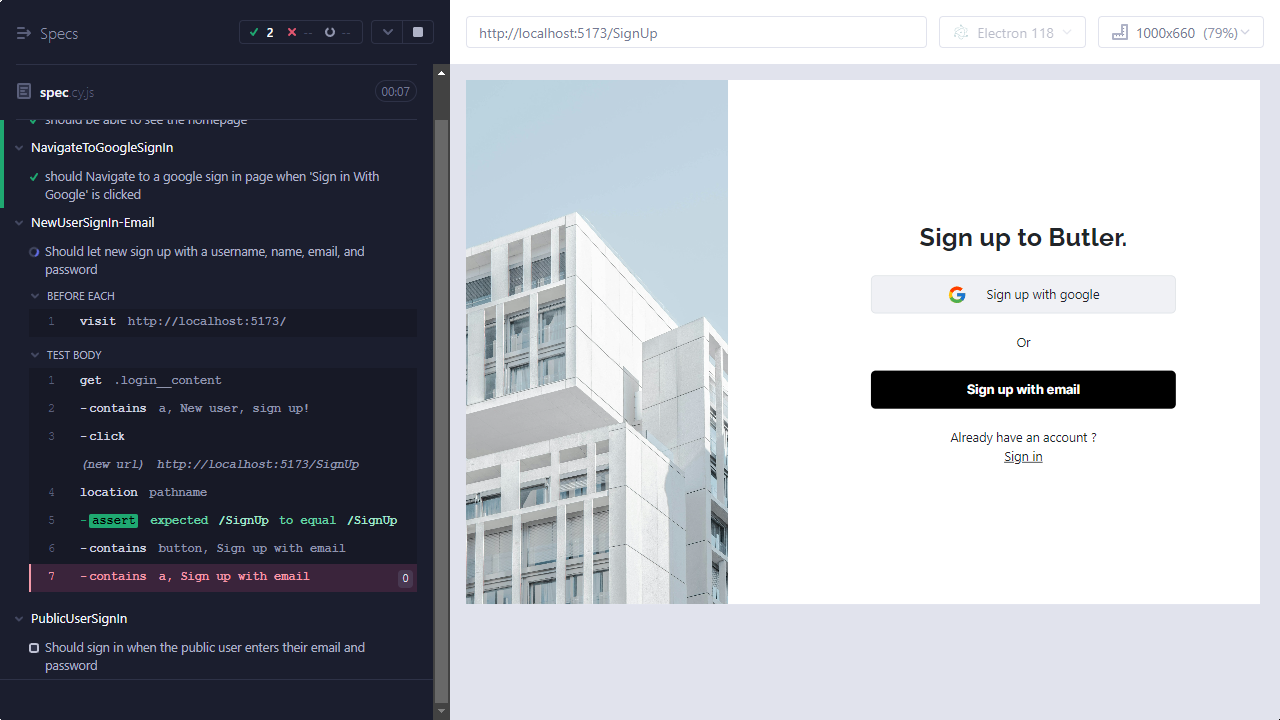 Specs
2
--
--
spec.cy.js
00:07
should be able to see the homepage
NavigateToGoogleSignIn
should Navigate to a google sign in page when 'Sign in With
Google' is clicked
NewUserSignIn-Email
Should let new sign up with a username, name, email, and
password
BEFORE EACH
1 visit http://localhost:5173/
TEST BODY
1 get .login__content
2 -contains a, New user, sign up!
3 -click
(new url) http://localhost:5173/SignUp
4 location pathname
5 -assert expected /SignUp to equal /SignUp
6 -contains button, Sign up with email
7 -contains a, Sign up with email 0
PublicUserSignIn
Should sign in when the public user enters their email and
password
http://localhost:5173/SignUp
Electron 118
1000x660 (79%)
Sign up to Butler.
Sign up with google
Or
Sign up with email
Already have an account ?
Sign in